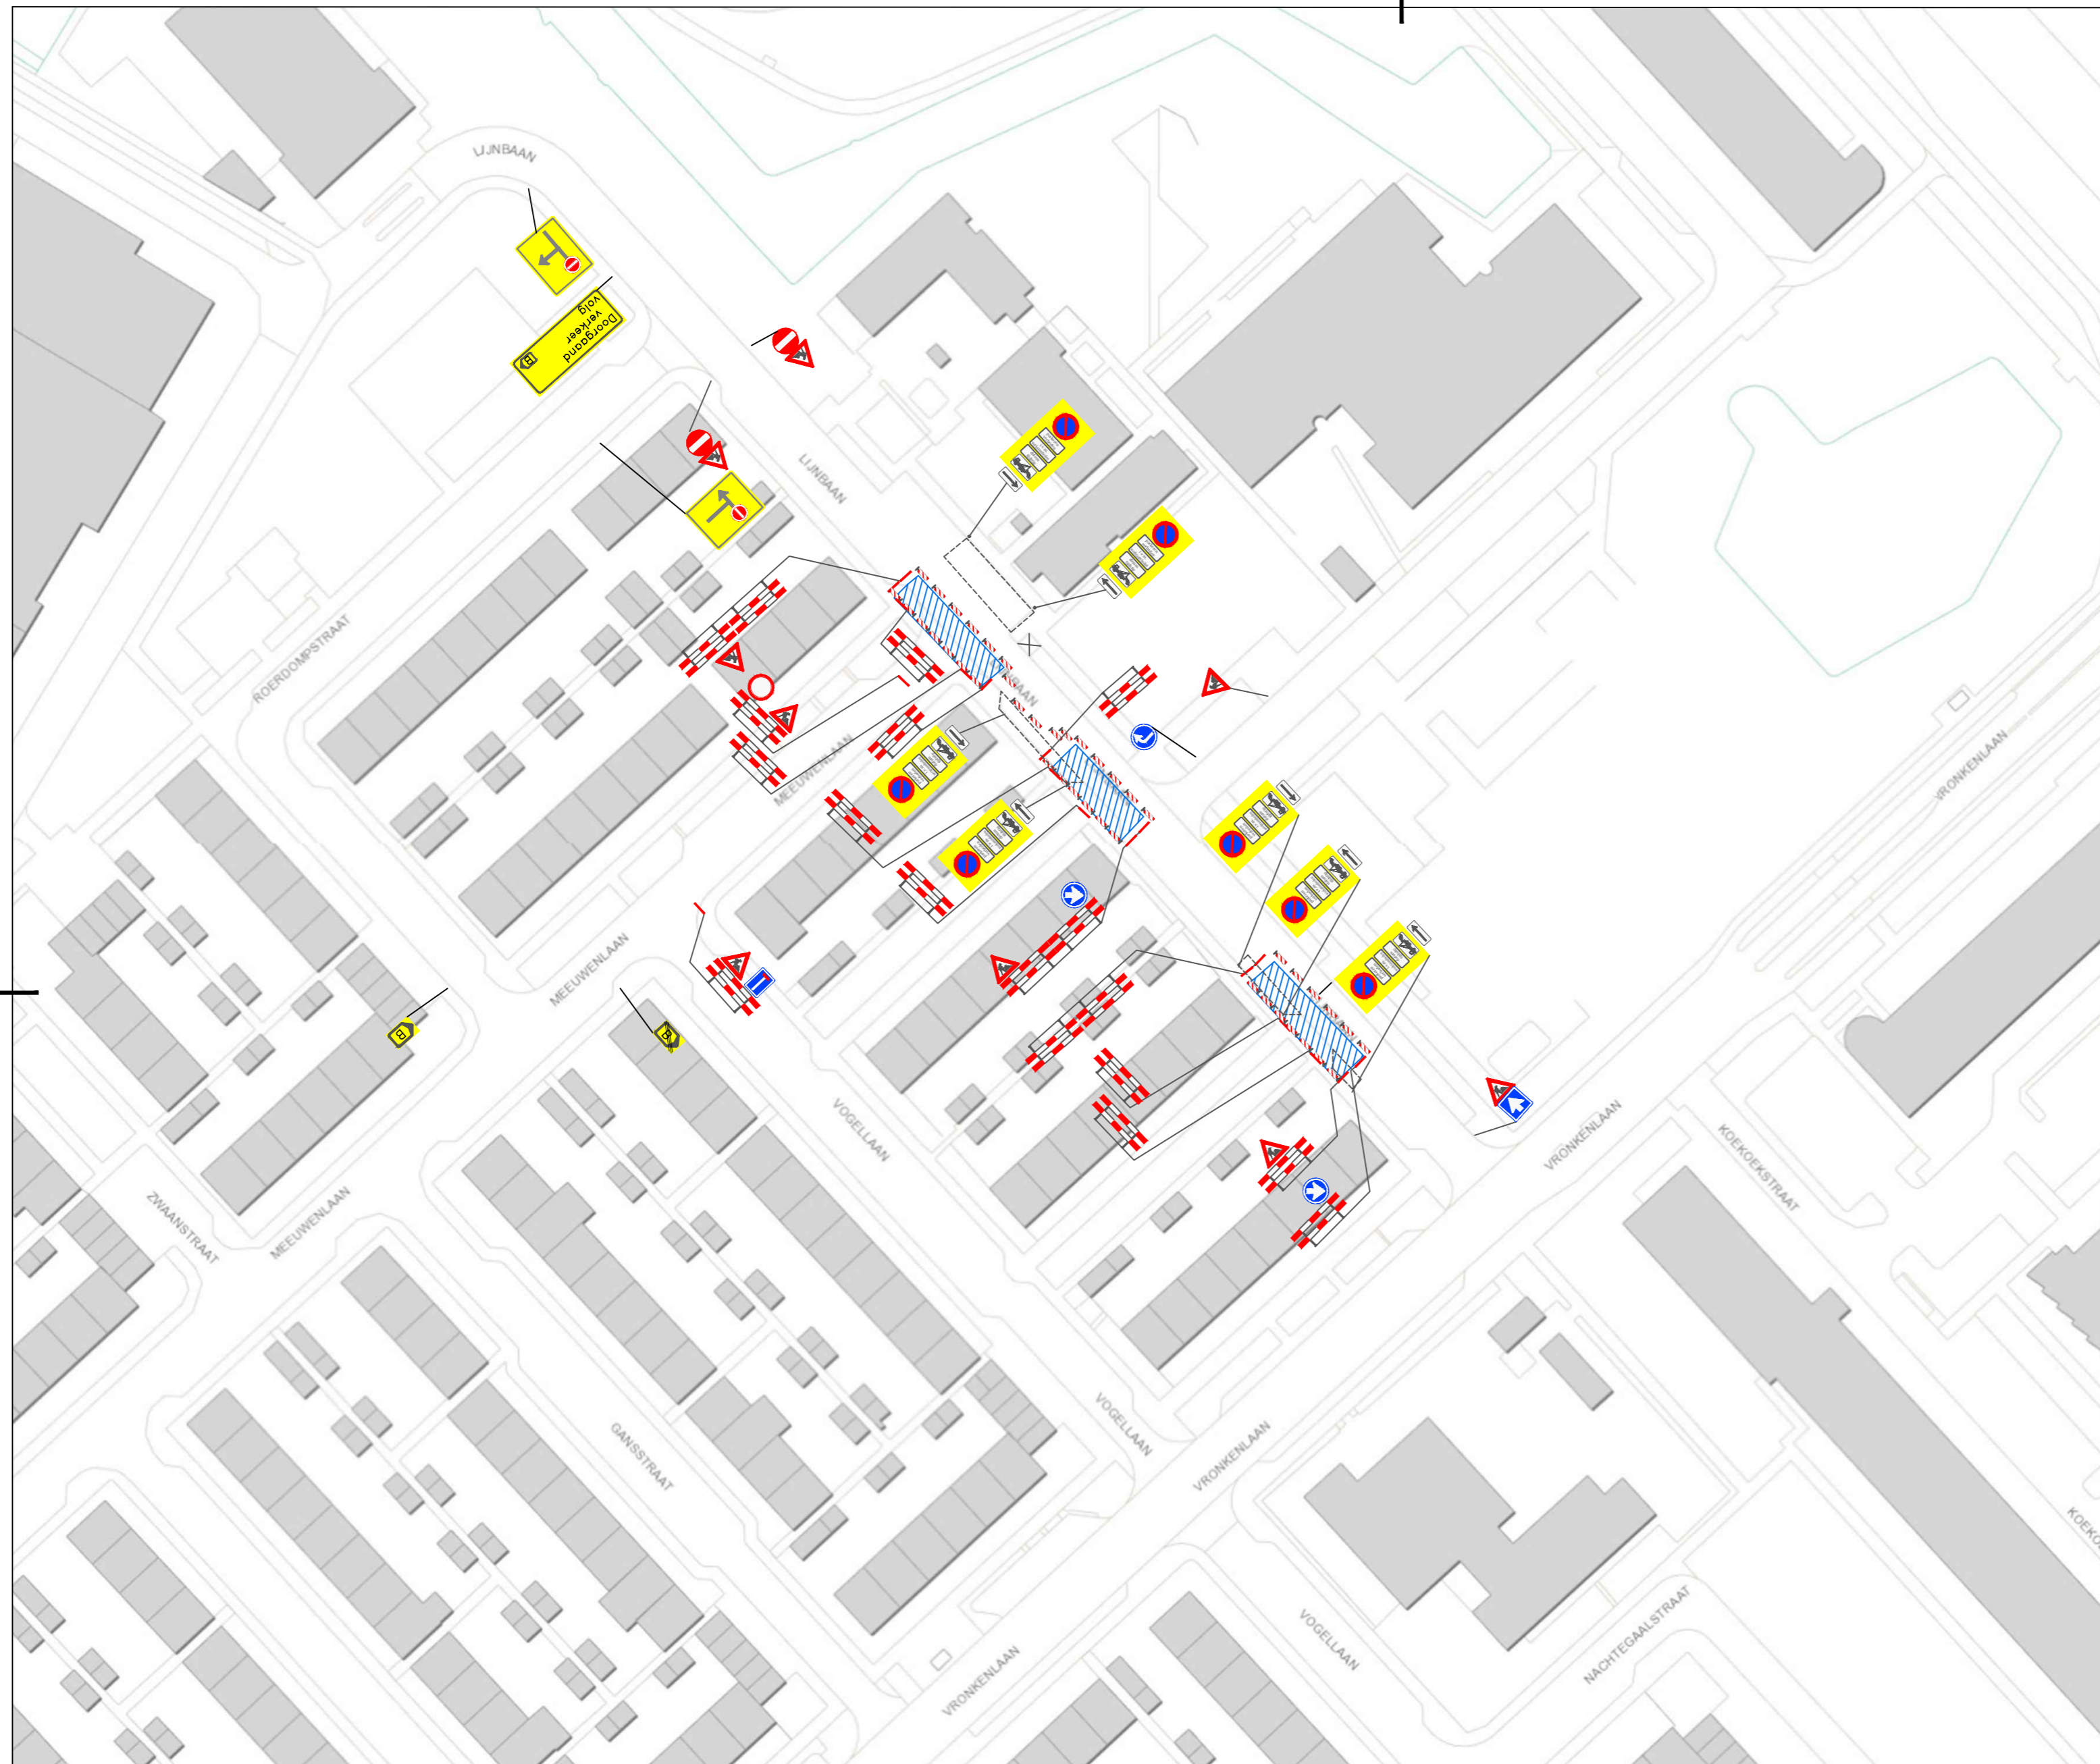 LIJNBAAN
Doorgaand
verkeer
volg
B
LIJNBAAN
ROERDOMPSTRAAT
MEEUWENLAAN
VRONKENLAAN
MEEUWENLAAN
B
B
VOGELLAAN
VRONKENLAAN
KOEKOEKSTRAAT
ZWAANSTRAAT
MEEUWENLAAN
VOGELLAAN
GANSSTRAAT
VRONKENLAAN
VOGELLAAN
NACHTEGAALSTRAAT
VRONKENLAAN